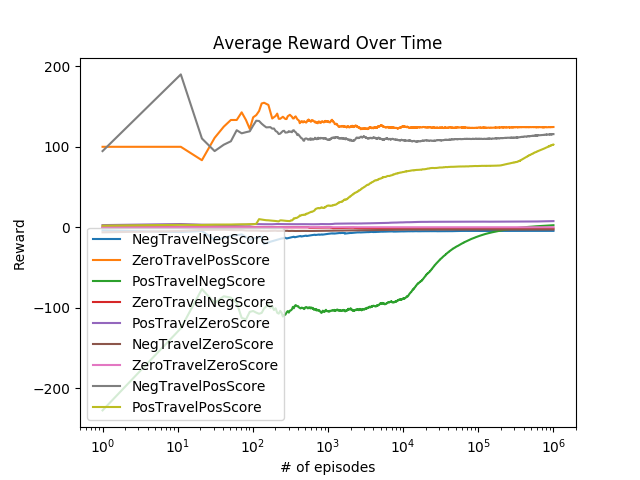 Average Reward Over Time
Reward
200
100
0
−100
−200
NegTravelNegScore
ZeroTravelPosScore
PosTravelNegScore
ZeroTravelNegScore
PosTravelZeroScore
NegTravelZeroScore
ZeroTravelZeroScore
NegTravelPosScore
PosTravelPosScore
10⁰ 10¹ 10² 10³ 10⁴ 10⁵ 10⁶
# of episodes